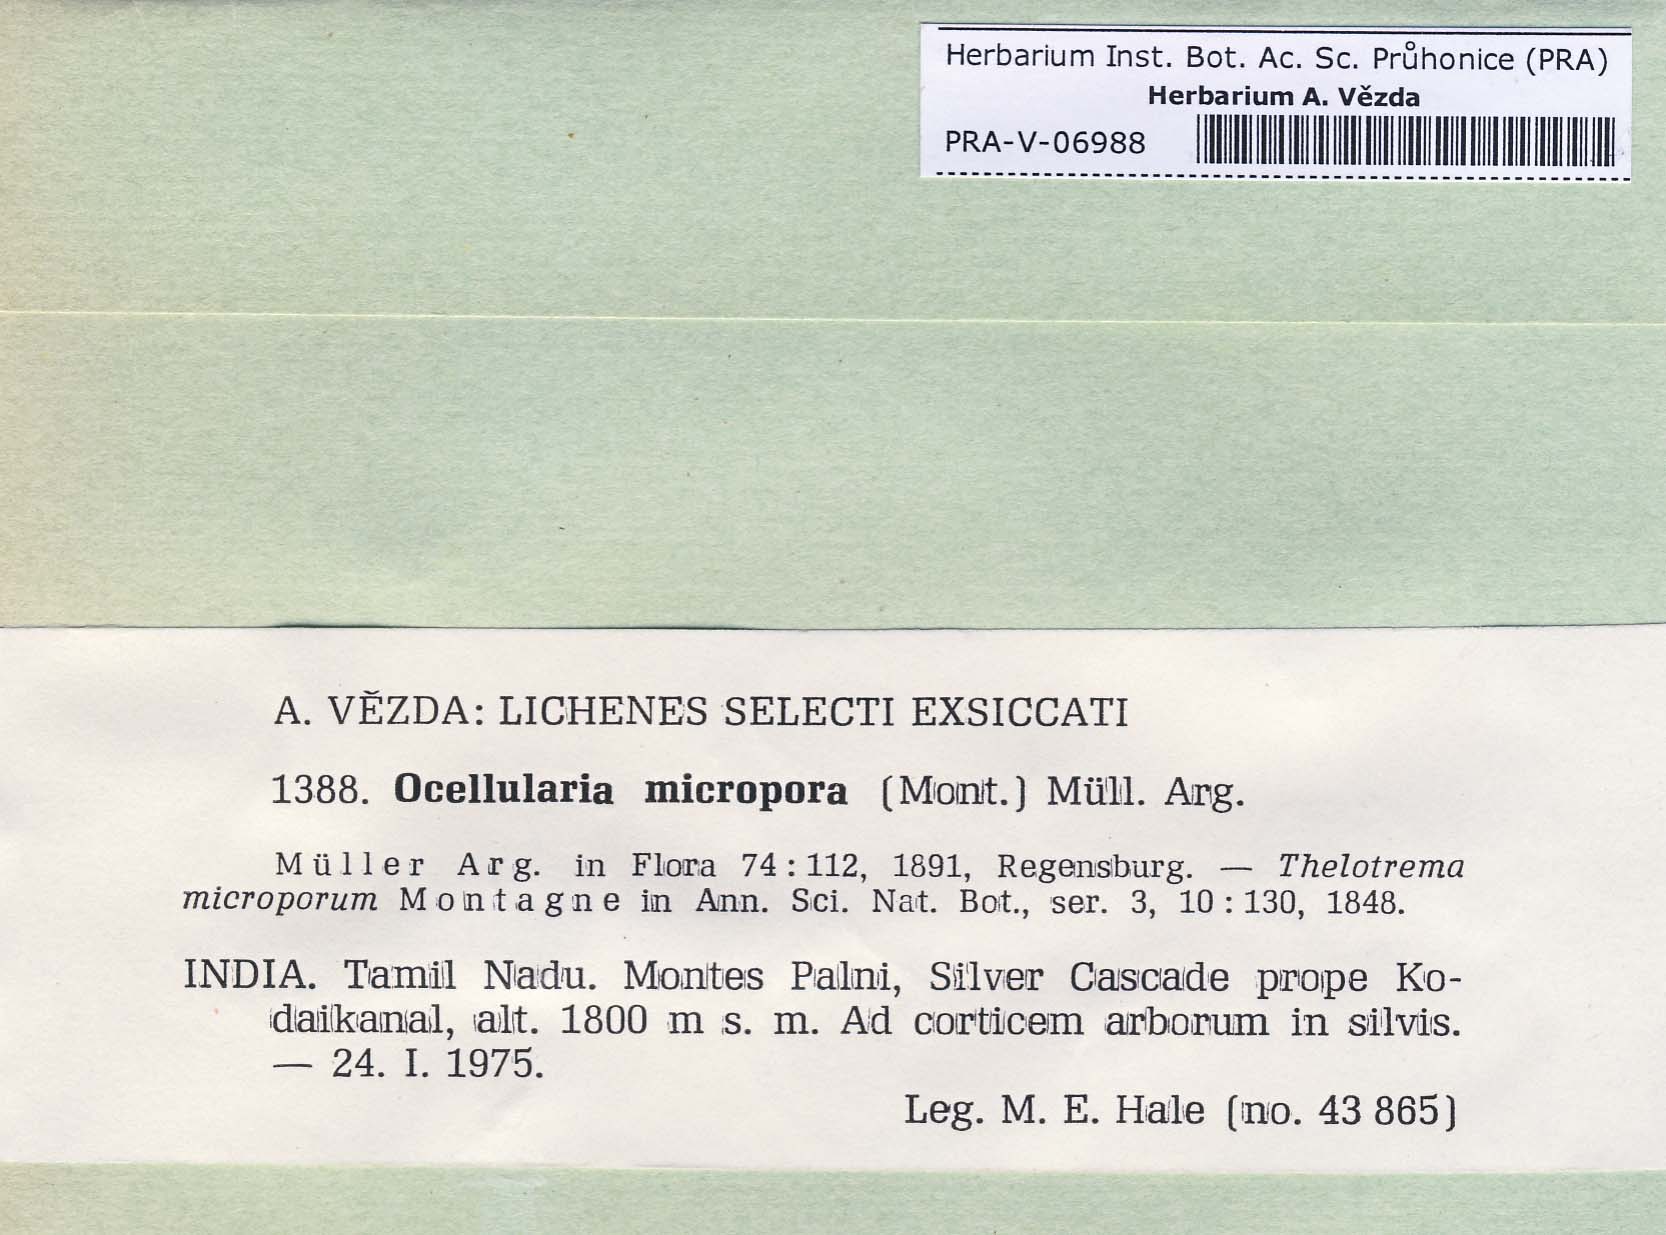 Herbarium Inst. Bot. Ac. Sc. Průhonice (PRA)
Herbarium A. Vězda
PRA-V-06988
A. VĚZDA: LICHENES SELECTI EXSICCATI
1388. Ocellularia micropora (Mont.) Müll. Arg.
Müller Arg. in Flora 74 : 112, 1891, Regensburg. — Thelotrema
microporum Montagne in Ann. Sci. Nat. Bot., ser. 3, 10 : 130, 1848.
INDIA. Tamil Nadu. Montes Palni, Silver Cascade prope Ko-
daikanal, alt. 1800 m s. m. Ad corticem arborum in silvis.
— 24. I. 1975.
Leg. M. E. Hale (no. 43 865)